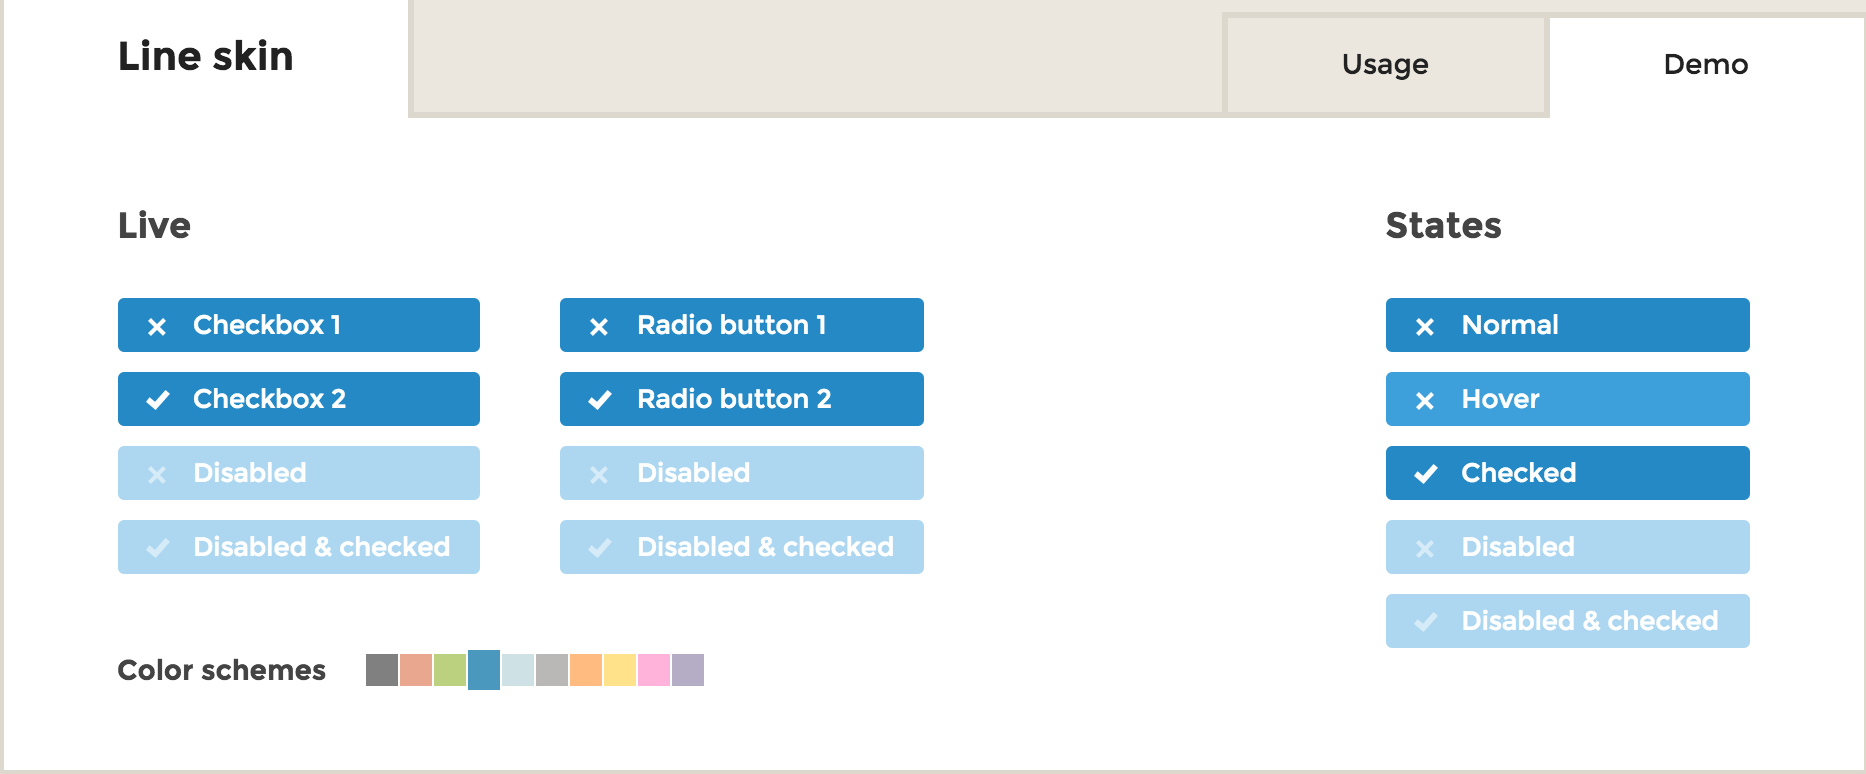 Line skin
Usage
Demo
Live
Checkbox 1
Checkbox 2
Disabled
Disabled & checked
Radio button 1
Radio button 2
Disabled
Disabled & checked
Color schemes
States
Normal
Hover
Checked
Disabled
Disabled & checked